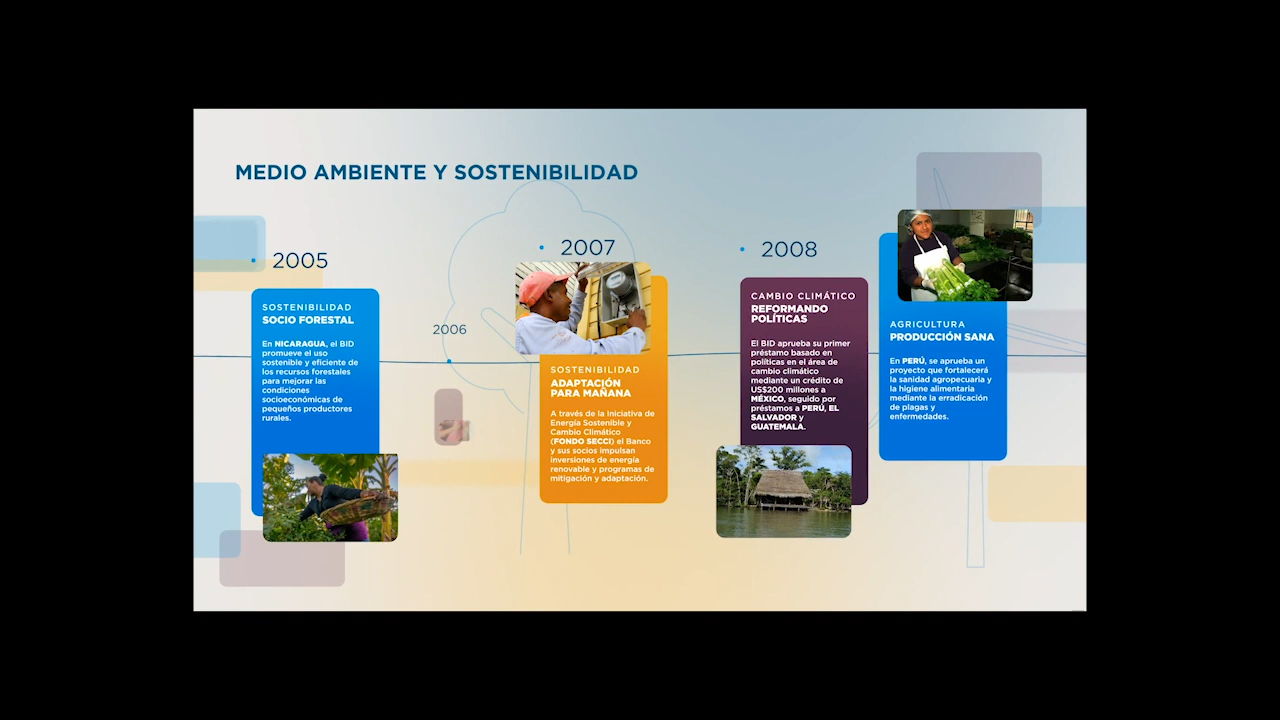 MEDIO AMBIENTE Y SOSTENIBILIDAD
2005
SOSTENIBILIDAD
SOCIO FORESTAL
En NICARAGUA, el BID
promueve el uso
sostenible y eficiente de
los recursos forestales
para mejorar las
condiciones
socioeconómicas de
pequeños productores
rurales.
2006
2007
SOSTENIBILIDAD
ADAPTACIÓN
PARA MAÑANA
A través de la Iniciativa de
Energía Sostenible y
Cambio Climático
(FONDO SECCI) el Banco
y sus socios impulsan
inversiones de energía
renovable y programas de
mitigación y adaptación.
2008
CAMBIO CLIMÁTICO
REFORMANDO
POLÍTICAS
El BID aprueba su primer
préstamo basado en
políticas en el área de
cambio climático
mediante un crédito de
US$200 millones a
MÉXICO, seguido por
préstamos a PERÚ, EL
SALVADOR y
GUATEMALA.
AGRICULTURA
PRODUCCIÓN SANA
En PERÚ, se aprueba un
proyecto que fortalecerá
la sanidad agropecuaria y
la higiene alimentaria
mediante la erradicación
de plagas y
enfermedades.